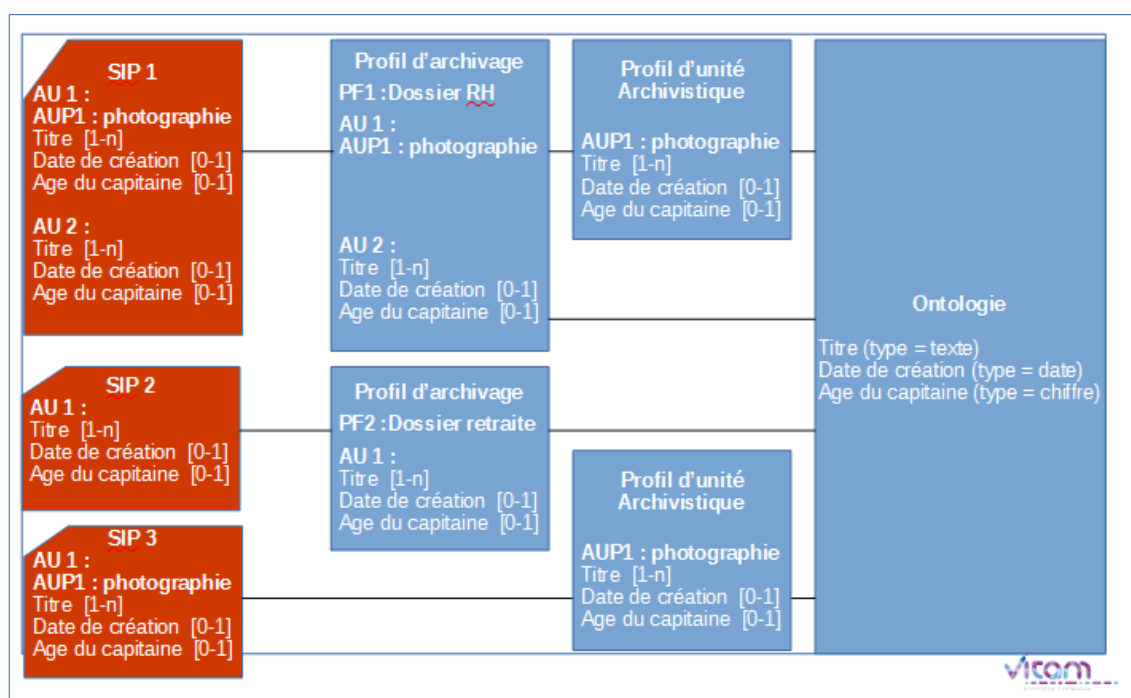 SIP 1
AU 1 :
AUP1 : photographie
Titre [1-n]
Date de création [0-1]
Age du capitaine [0-1]
AU 2 :
Titre [1-n]
Date de création [0-1]
Age du capitaine [0-1]
Profil d'archivage
PF1 :Dossier RH
AU 1 :
AUP1 : photographie
AU 2 :
Titre [1-n]
Date de création [0-1]
Age du capitaine [0-1]
Profil d'unité
Archivistique
AUP1 : photographie
Titre [1-n]
Date de création [0-1]
Age du capitaine [0-1]
SIP 2
AU 1 :
Titre [1-n]
Date de création [0-1]
Age du capitaine [0-1]
Profil d'archivage
PF2 :Dossier retraite
AU 1 :
Titre [1-n]
Date de création [0-1]
Age du capitaine [0-1]
SIP 3
AU 1 :
AUP1 : photographie
Titre [1-n]
Date de création [0-1]
Age du capitaine [0-1]
Profil d'unité
Archivistique
AUP1 : photographie
Titre [1-n]
Date de création [0-1]
Age du capitaine [0-1]
Ontologie
Titre (type = texte)
Date de création (type = date)
Age du capitaine (type = chiffre)
vitam